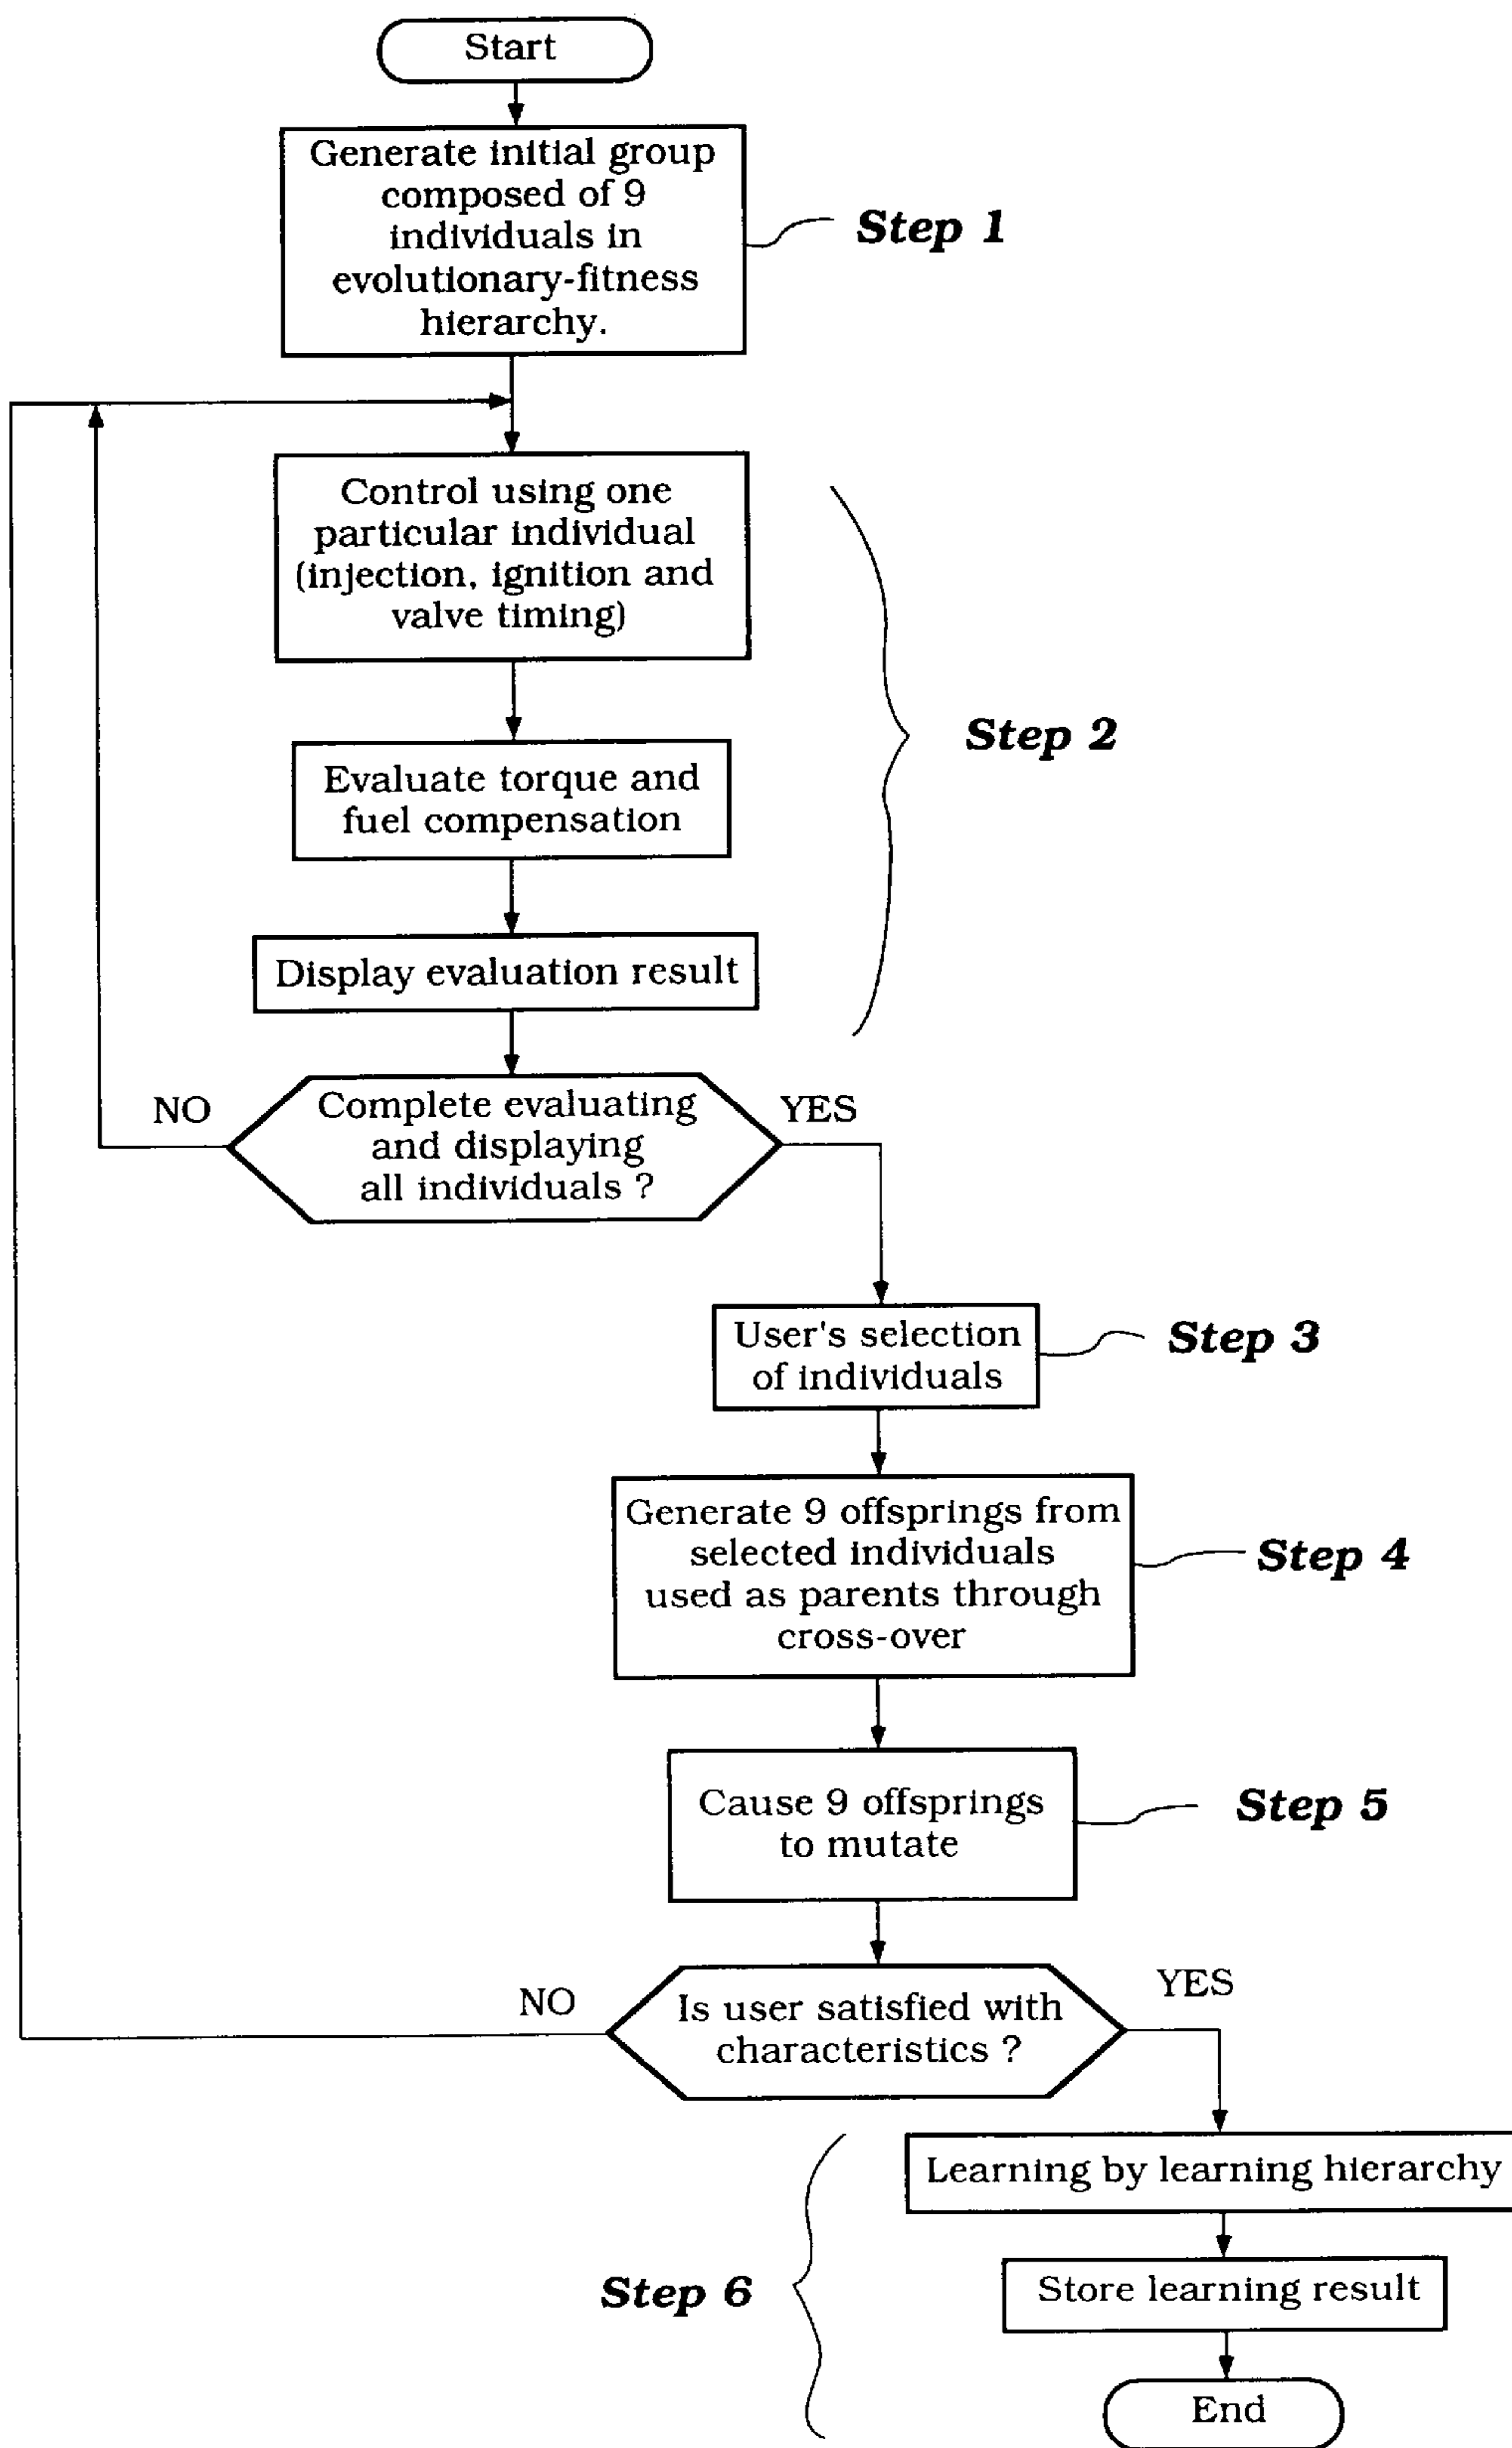 Start
Generate initial group
composed of 9
individuals in
evolutionary-fitness
hierarchy.
Step 1
Control using one
particular individual
(injection, ignition and
valve timing)
Step 2
Evaluate torque and
fuel compensation
Display evaluation result
NO
Complete evaluating
and displaying
all individuals ?
YES
User's selection
of individuals
Step 3
Generate 9 offsprings from
selected individuals
used as parents through
cross-over
Step 4
Cause 9 offsprings
to mutate
Step 5
NO
Is user satisfied with
characteristics ?
YES
Learning by learning hierarchy
Step 6
Store learning result
End